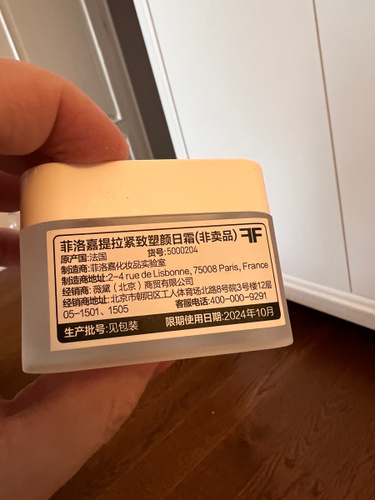 菲洛嘉提拉紧致塑颜日霜(非卖品) FF
原产国:法国 货号:5000204
制造商:菲洛嘉化妆品实验室
制造商地址:2-4 rue de Lisbonne, 75008 Paris, France
经销商: 薇黛（北京）商贸有限公司
经销商地址:北京市朝阳区工人体育场北路8号院3号楼12层
05-1501、1505 客服电话:400-000-9291
生产批号:见包装 限期使用日期:2024年10月